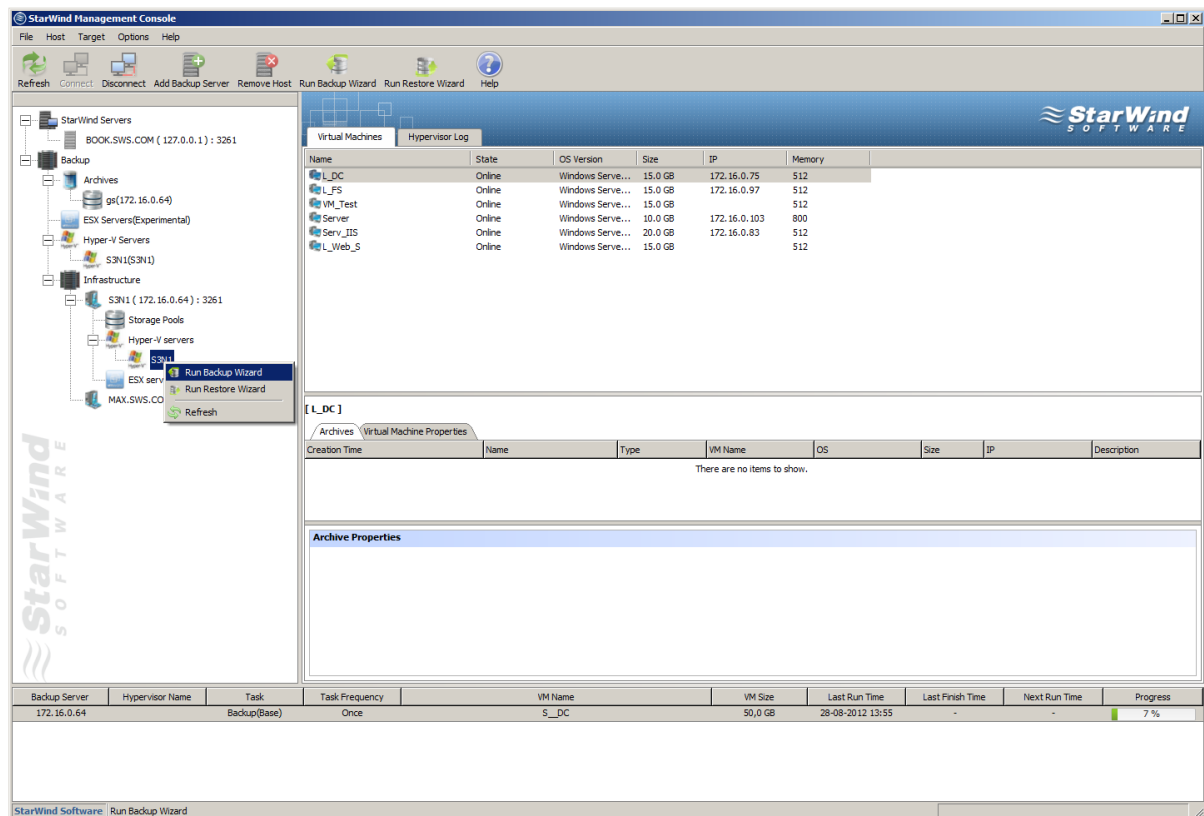 StarWind Management Console
File Host Target Options Help
Refresh Connect Disconnect Add Backup Server Remove Host Run Backup Wizard Run Restore Wizard Help
StarWind Servers
BOOK.SWS.COM ( 127.0.0.1 ) : 3261
Backup
Archives
gs(172.16.0.64)
ESX Servers(Experimental)
Hyper-V Servers
S3N1(S3N1)
Infrastructure
S3N1 ( 172.16.0.64 ) : 3261
Storage Pools
Hyper-V servers
S3N1
ESX serv
MAX.SWS.CO
Run Backup Wizard
Run Restore Wizard
Refresh
StarWind
SOFTWARE
StarWind
SOFTWARE
Virtual Machines Hypervisor Log
Name State OS Version Size IP Memory
L_DC Online Windows Serve... 15.0 GB 172.16.0.75 512
L_FS Online Windows Serve... 15.0 GB 172.16.0.97 512
VM_Test Online Windows Serve... 15.0 GB 512
Server Online Windows Serve... 10.0 GB 172.16.0.103 800
Serv_IIS Online Windows Serve... 20.0 GB 172.16.0.83 512
L_Web_S Online Windows Serve... 15.0 GB 512
[ L_DC ]
Archives Virtual Machine Properties
Creation Time Name Type VM Name OS Size IP Description
There are no items to show.
Archive Properties
Backup Server Hypervisor Name Task Task Frequency VM Name VM Size Last Run Time Last Finish Time Next Run Time Progress
172.16.0.64 Backup(Base) Once S__DC 50,0 GB 28-08-2012 13:55 - - 7 %
StarWind Software Run Backup Wizard